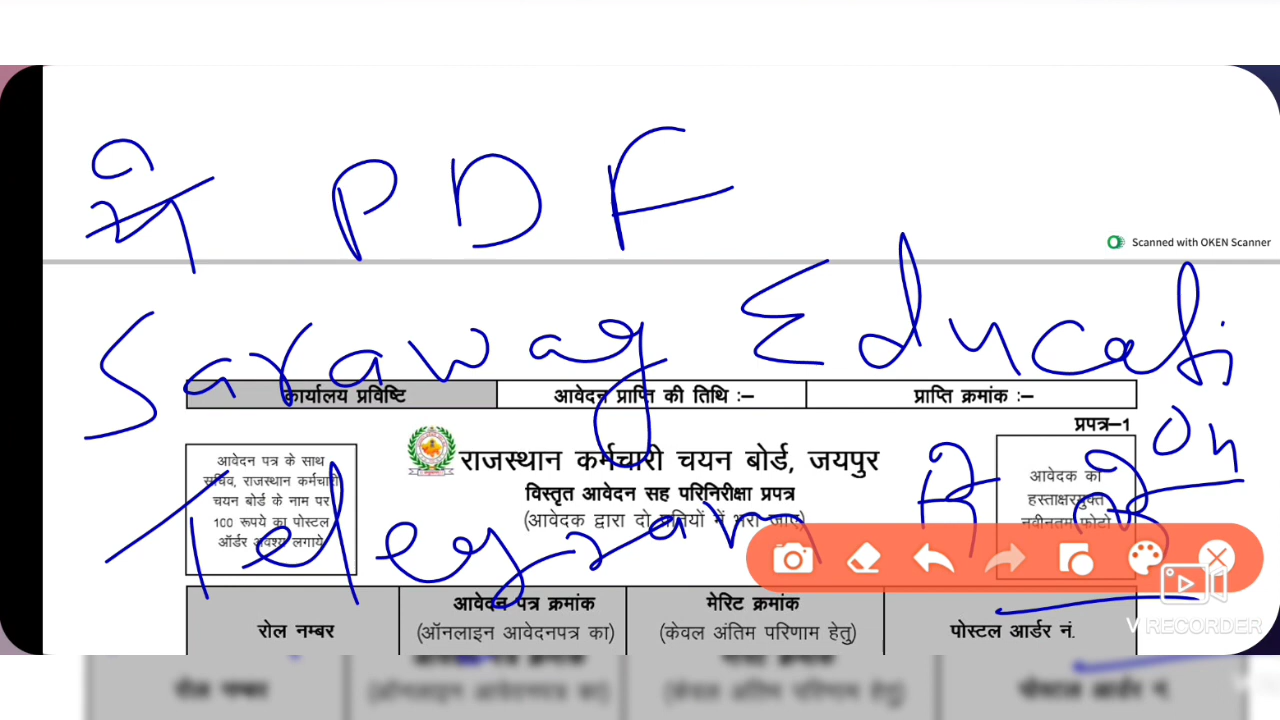 ये PDF
Scanned with OKEN Scanner
Sarawag Education
कार्यालय प्रविष्टि आवेदन प्राप्ति की तिथि :– प्राप्ति क्रमांक :–
प्रपत्र–1
आवेदन पत्र के साथ
सचिव, राजस्थान कर्मचारी
चयन बोर्ड के नाम पर
100 रूपये का पोस्टल
ऑर्डर अवश्य लगाये
राजस्थान कर्मचारी चयन बोर्ड, जयपुर
विस्तृत आवेदन सह परिनिरीक्षा प्रपत्र
(आवेदक द्वारा दो प्रतियों में भरा जाए)
आवेदक का
हस्ताक्षरयुक्त
नवीनतम फोटो
Telegram
रोल नम्बर
आवेदन पत्र क्रमांक
(ऑनलाइन आवेदनपत्र का)
मेरिट क्रमांक
(केवल अंतिम परिणाम हेतु)
पोस्टल आर्डर नं.
VRECORDER